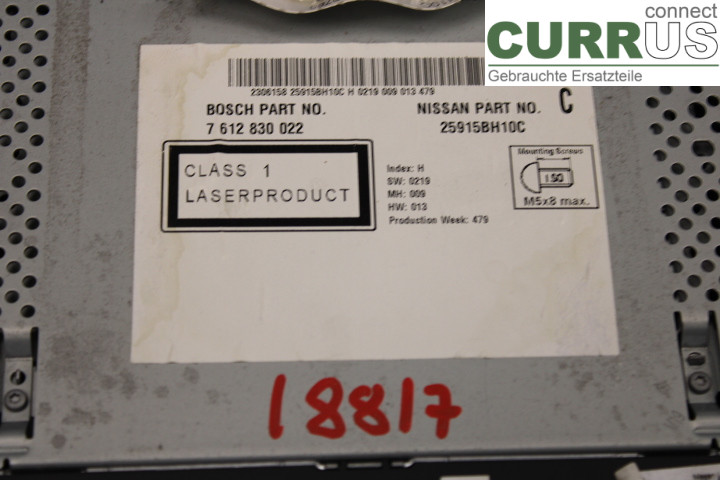 connect
CURRUS
Gebrauchte Ersatzteile
2306158 25915BH10C H 0219 009 013 479
BOSCH PART NO.
7 612 830 022
NISSAN PART NO.
25915BH10C
C
CLASS 1
LASERPRODUCT
Index: H
SW: 0219
MH: 009
HW: 013
Production Week: 479
Mounting Screws
ISO
M5x8 max.
18817